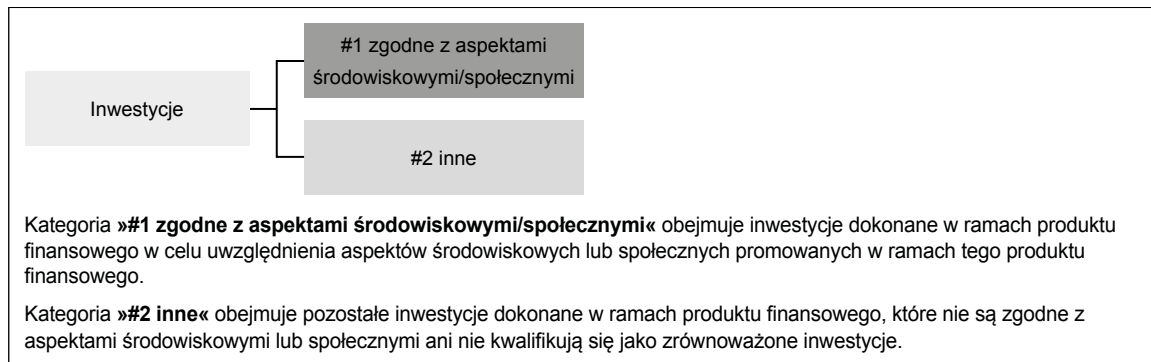 #1 zgodne z aspektami
środowiskowymi/społecznymi
Inwestycje
#2 inne
Kategoria »#1 zgodne z aspektami środowiskowymi/społecznymi« obejmuje inwestycje dokonane w ramach produktu
finansowego w celu uwzględnienia aspektów środowiskowych lub społecznych promowanych w ramach tego produktu
finansowego.
Kategoria »#2 inne« obejmuje pozostałe inwestycje dokonane w ramach produktu finansowego, które nie są zgodne z
aspektami środowiskowymi lub społecznymi ani nie kwalifikują się jako zrównoważone inwestycje.